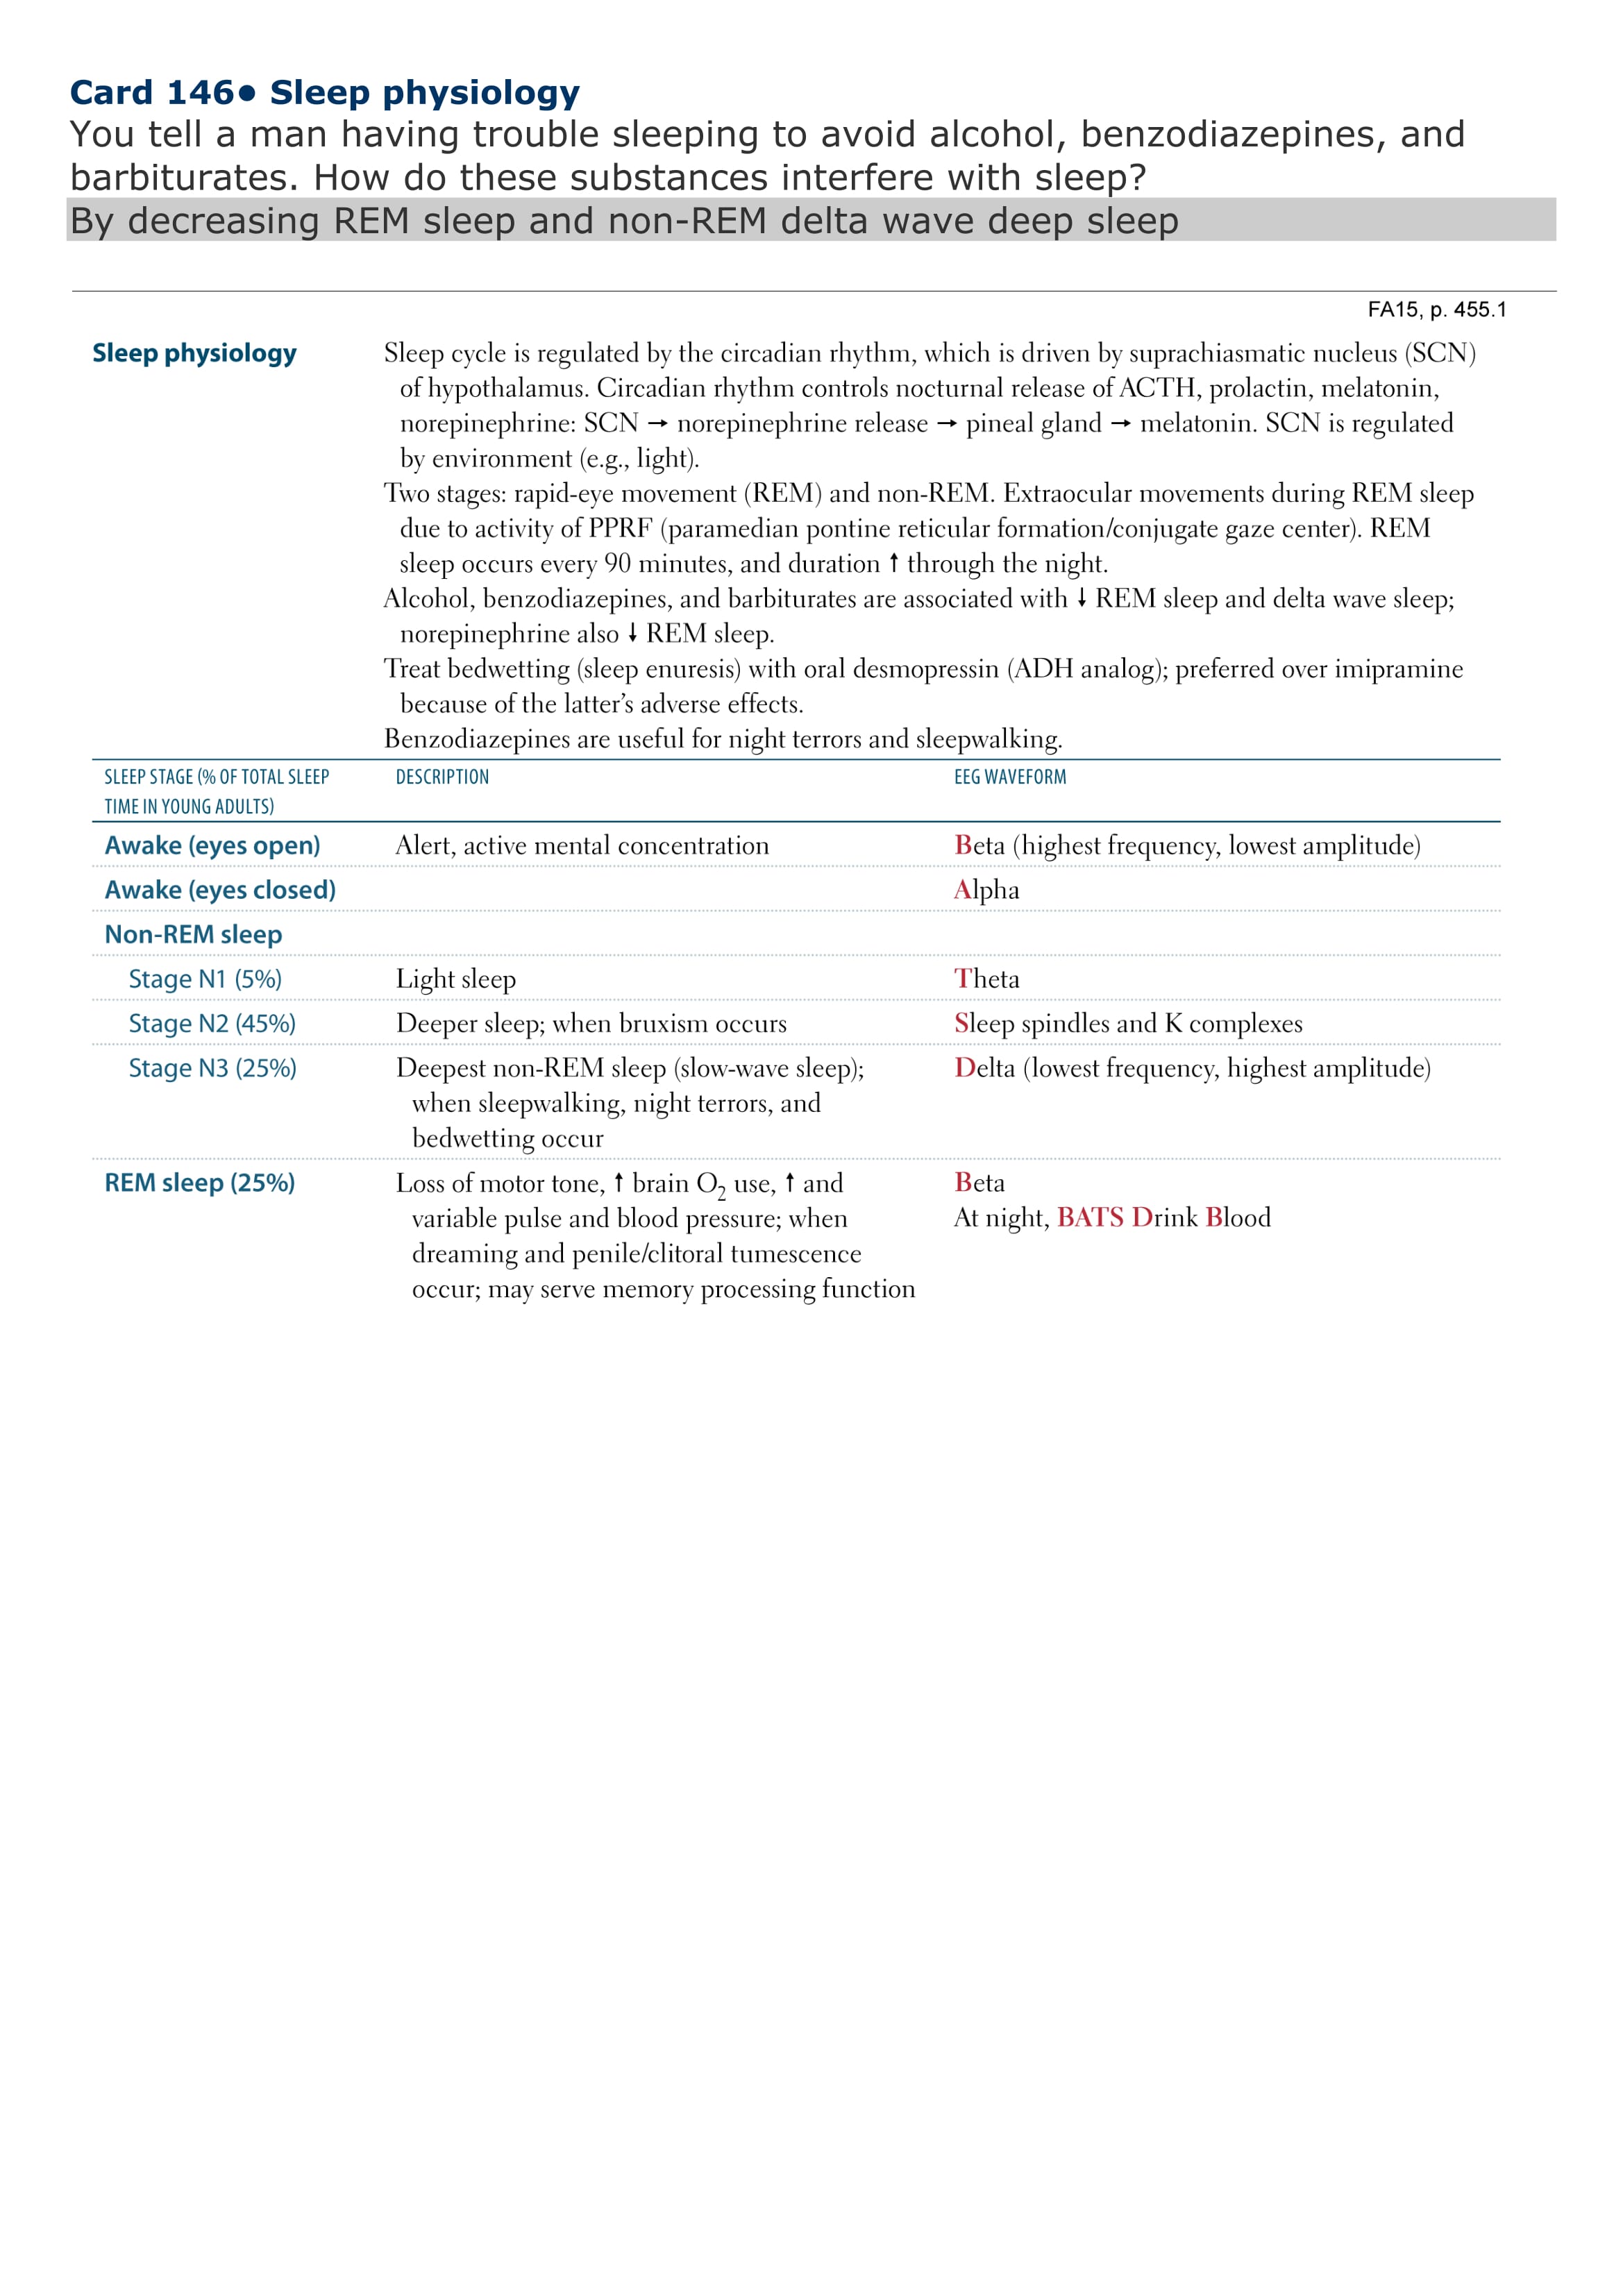 Card 146• Sleep physiology
You tell a man having trouble sleeping to avoid alcohol, benzodiazepines, and
barbiturates. How do these substances interfere with sleep?
By decreasing REM sleep and non-REM delta wave deep sleep
FA15, p. 455.1
Sleep physiology
Sleep cycle is regulated by the circadian rhythm, which is driven by suprachiasmatic nucleus (SCN)
of hypothalamus. Circadian rhythm controls nocturnal release of ACTH, prolactin, melatonin,
norepinephrine: SCN → norepinephrine release → pineal gland → melatonin. SCN is regulated
by environment (e.g., light).
Two stages: rapid-eye movement (REM) and non-REM. Extraocular movements during REM sleep
due to activity of PPRF (paramedian pontine reticular formation/conjugate gaze center). REM
sleep occurs every 90 minutes, and duration ↑ through the night.
Alcohol, benzodiazepines, and barbiturates are associated with ↓ REM sleep and delta wave sleep;
norepinephrine also ↓ REM sleep.
Treat bedwetting (sleep enuresis) with oral desmopressin (ADH analog); preferred over imipramine
because of the latter's adverse effects.
Benzodiazepines are useful for night terrors and sleepwalking.
SLEEP STAGE (% OF TOTAL SLEEP
TIME IN YOUNG ADULTS)
DESCRIPTION
EEG WAVEFORM
Awake (eyes open)
Alert, active mental concentration
Beta (highest frequency, lowest amplitude)
Awake (eyes closed)
Alpha
Non-REM sleep
Stage N1 (5%)
Light sleep
Theta
Stage N2 (45%)
Deeper sleep; when bruxism occurs
Sleep spindles and K complexes
Stage N3 (25%)
Deepest non-REM sleep (slow-wave sleep);
when sleepwalking, night terrors, and
bedwetting occur
Delta (lowest frequency, highest amplitude)
REM sleep (25%)
Loss of motor tone, ↑ brain O₂ use, ↑ and
variable pulse and blood pressure; when
dreaming and penile/clitoral tumescence
occur; may serve memory processing function
Beta
At night, BATS Drink Blood